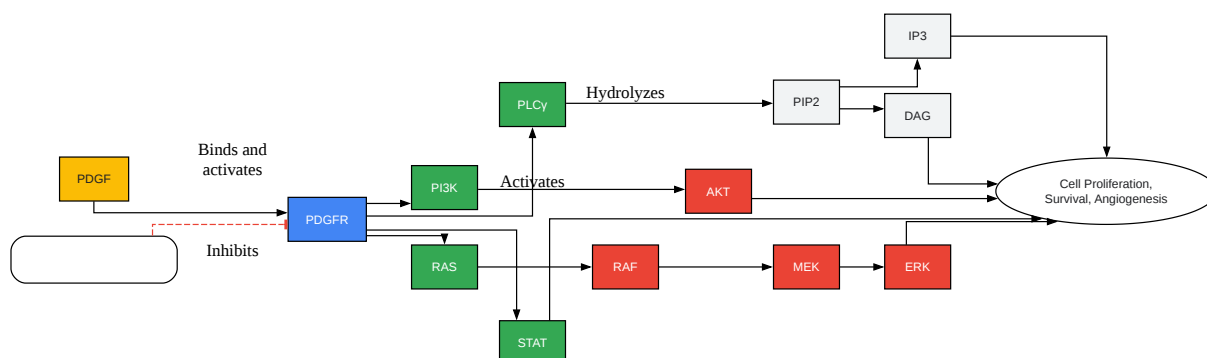 IP3
PLCγ
Hydrolyzes
PIP2
DAG
Binds and
activates
PDGF
PI3K
Activates
AKT
Cell Proliferation,
Survival, Angiogenesis
PDGFR
Inhibits
RAS
RAF
MEK
ERK
STAT